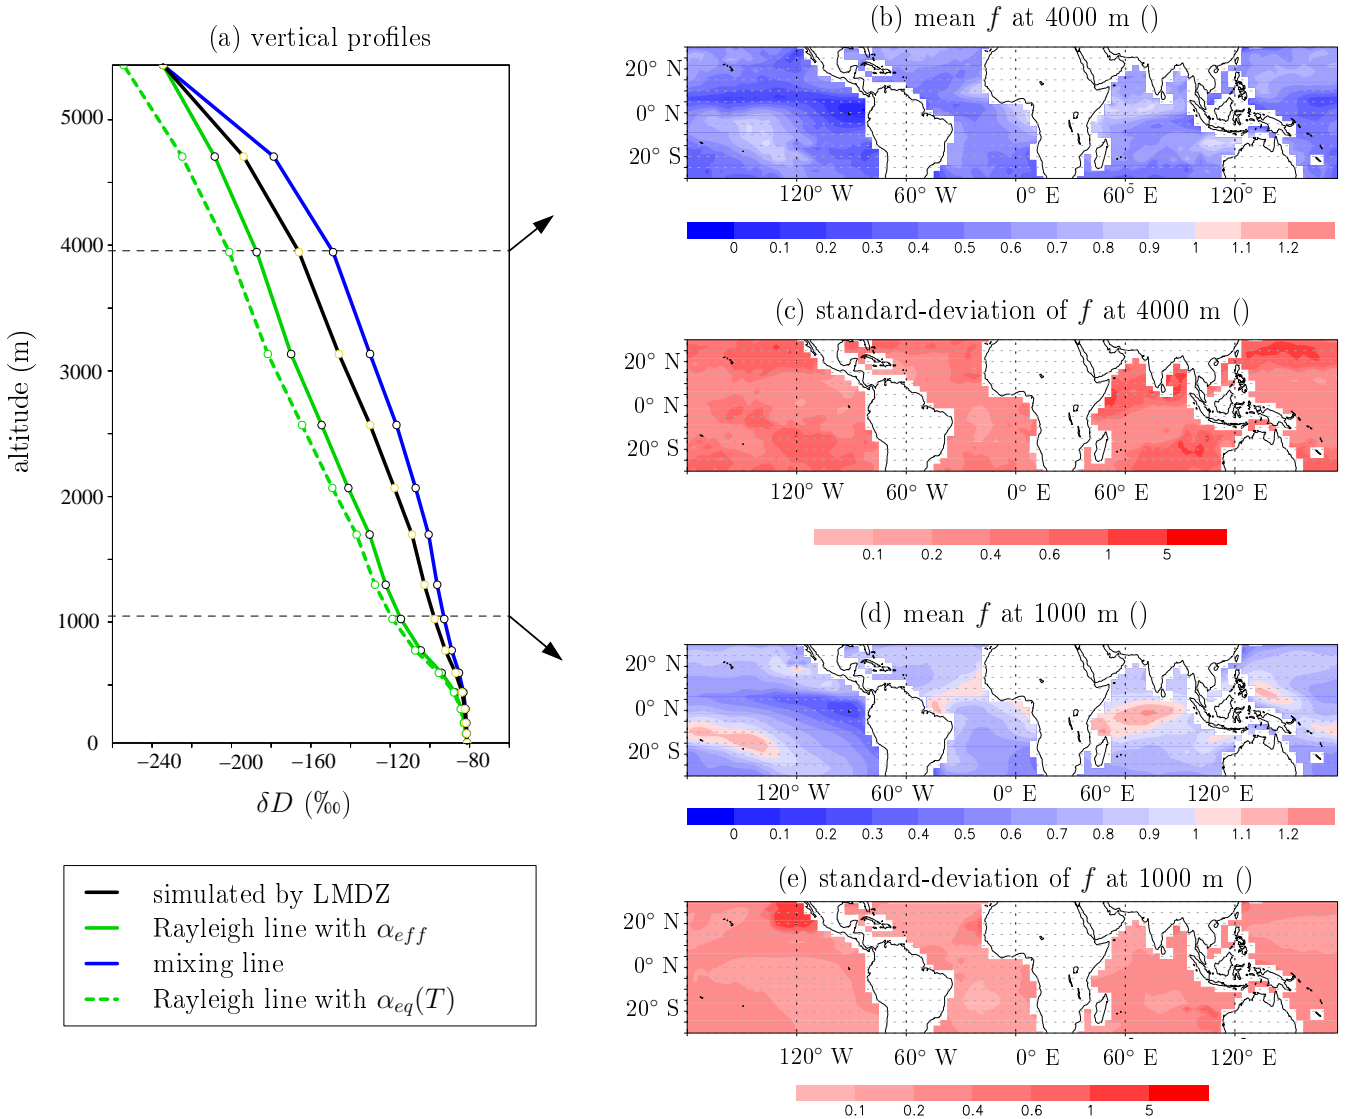 (a) vertical profiles
5000
4000
3000
2000
1000
0
altitude (m)
−240 −200 −160 −120 −80
δD (‰)
simulated by LMDZ
Rayleigh line with αeff
mixing line
Rayleigh line with αeq(T)
(b) mean f at 4000 m ()
20° N
0° N
20° S
120° W 60° W 0° E 60° E 120° E
0 0.1 0.2 0.3 0.4 0.5 0.6 0.7 0.8 0.9 1 1.1 1.2
(c) standard-deviation of f at 4000 m ()
20° N
0° N
20° S
120° W 60° W 0° E 60° E 120° E
0.1 0.2 0.4 0.6 1 5
(d) mean f at 1000 m ()
20° N
0° N
20° S
120° W 60° W 0° E 60° E 120° E
0 0.1 0.2 0.3 0.4 0.5 0.6 0.7 0.8 0.9 1 1.1 1.2
(e) standard-deviation of f at 1000 m ()
20° N
0° N
20° S
120° W 60° W 0° E 60° E 120° E
0.1 0.2 0.4 0.6 1 5